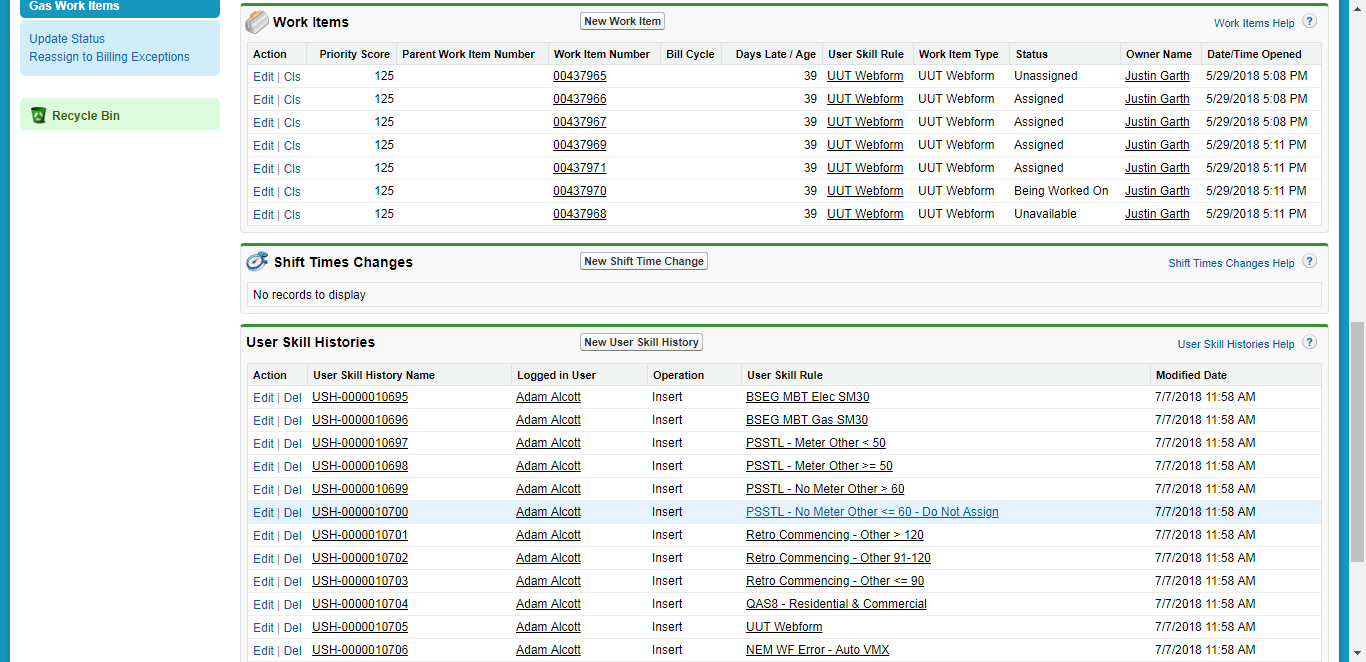 Gas Work Items
Update Status
Reassign to Billing Exceptions
Recycle Bin
Work Items New Work Item Work Items Help ?
Action Priority Score Parent Work Item Number Work Item Number Bill Cycle Days Late / Age User Skill Rule Work Item Type Status Owner Name Date/Time Opened
Edit | Cls 125 00437965 39 UUT Webform UUT Webform Unassigned Justin Garth 5/29/2018 5:08 PM
Edit | Cls 125 00437966 39 UUT Webform UUT Webform Assigned Justin Garth 5/29/2018 5:08 PM
Edit | Cls 125 00437967 39 UUT Webform UUT Webform Assigned Justin Garth 5/29/2018 5:08 PM
Edit | Cls 125 00437969 39 UUT Webform UUT Webform Assigned Justin Garth 5/29/2018 5:11 PM
Edit | Cls 125 00437971 39 UUT Webform UUT Webform Assigned Justin Garth 5/29/2018 5:11 PM
Edit | Cls 125 00437970 39 UUT Webform UUT Webform Being Worked On Justin Garth 5/29/2018 5:11 PM
Edit | Cls 125 00437968 39 UUT Webform UUT Webform Unavailable Justin Garth 5/29/2018 5:11 PM
Shift Times Changes New Shift Time Change Shift Times Changes Help ?
No records to display
User Skill Histories New User Skill History User Skill Histories Help ?
Action User Skill History Name Logged in User Operation User Skill Rule Modified Date
Edit | Del USH-0000010695 Adam Alcott Insert BSEG MBT Elec SM30 7/7/2018 11:58 AM
Edit | Del USH-0000010696 Adam Alcott Insert BSEG MBT Gas SM30 7/7/2018 11:58 AM
Edit | Del USH-0000010697 Adam Alcott Insert PSSTL - Meter Other < 50 7/7/2018 11:58 AM
Edit | Del USH-0000010698 Adam Alcott Insert PSSTL - Meter Other >= 50 7/7/2018 11:58 AM
Edit | Del USH-0000010699 Adam Alcott Insert PSSTL - No Meter Other > 60 7/7/2018 11:58 AM
Edit | Del USH-0000010700 Adam Alcott Insert PSSTL - No Meter Other <= 60 - Do Not Assign 7/7/2018 11:58 AM
Edit | Del USH-0000010701 Adam Alcott Insert Retro Commencing - Other > 120 7/7/2018 11:58 AM
Edit | Del USH-0000010702 Adam Alcott Insert Retro Commencing - Other 91-120 7/7/2018 11:58 AM
Edit | Del USH-0000010703 Adam Alcott Insert Retro Commencing - Other <= 90 7/7/2018 11:58 AM
Edit | Del USH-0000010704 Adam Alcott Insert QAS8 - Residential & Commercial 7/7/2018 11:58 AM
Edit | Del USH-0000010705 Adam Alcott Insert UUT Webform 7/7/2018 11:58 AM
Edit | Del USH-0000010706 Adam Alcott Insert NEM WF Error - Auto VMX 7/7/2018 11:58 AM